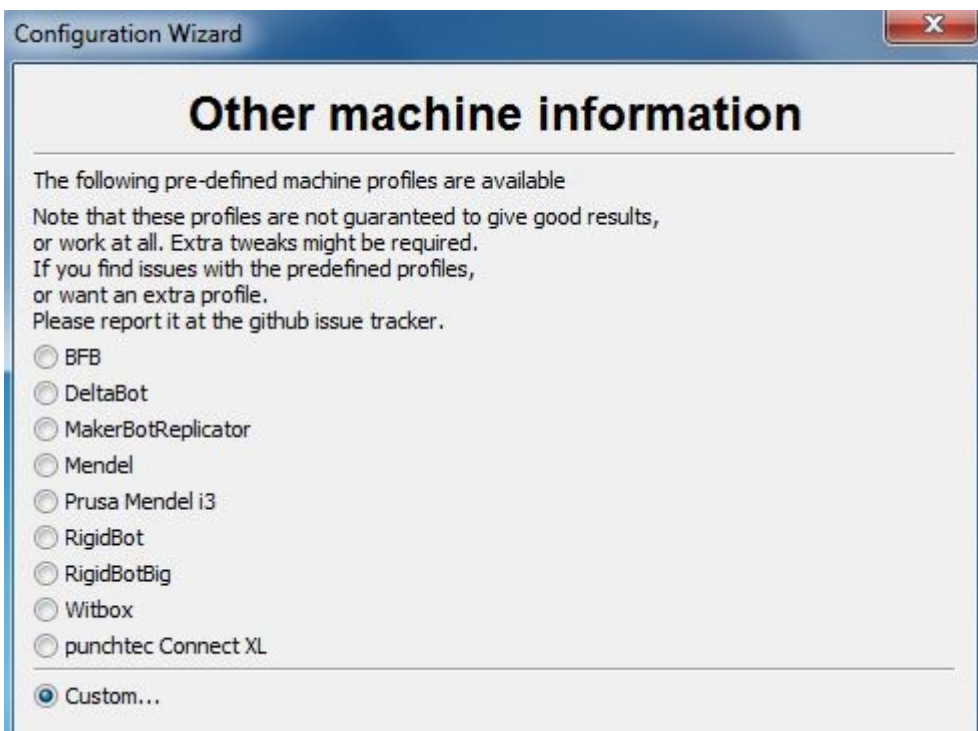 Configuration Wizard
Other machine information
The following pre-defined machine profiles are available
Note that these profiles are not guaranteed to give good results,
or work at all. Extra tweaks might be required.
If you find issues with the predefined profiles,
or want an extra profile.
Please report it at the github issue tracker.
BFB
DeltaBot
MakerBotReplicator
Mendel
Prusa Mendel i3
RigidBot
RigidBotBig
Witbox
punchtec Connect XL
Custom...